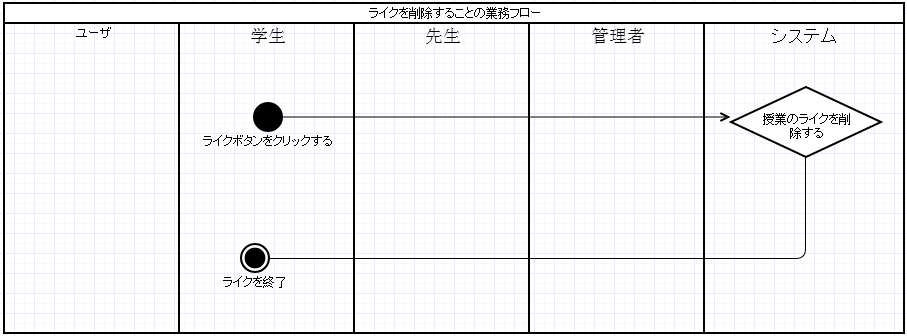 ライクを削除することの業務フロー
ユーザ
学生
先生
管理者
システム
ライクボタンをクリックする
授業のライクを削
除する
ライクを終了